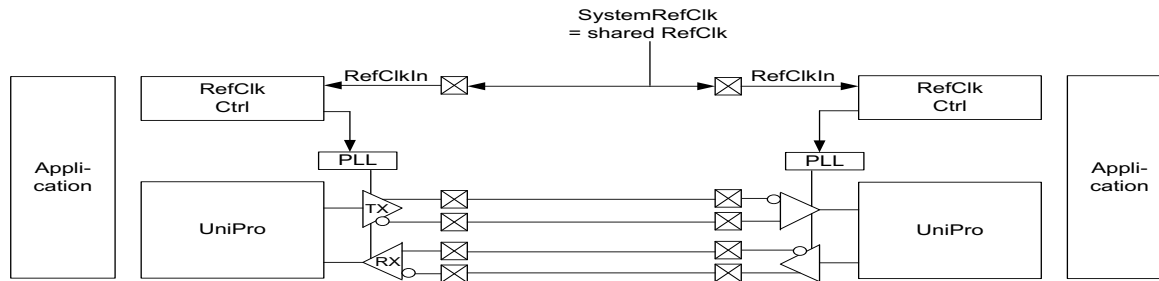 SystemRefClk
= shared RefClk
RefClkIn
RefClkIn
RefClk
Ctrl
RefClk
Ctrl
PLL
PLL
Appli-
cation
Appli-
cation
TX
UniPro
UniPro
RX